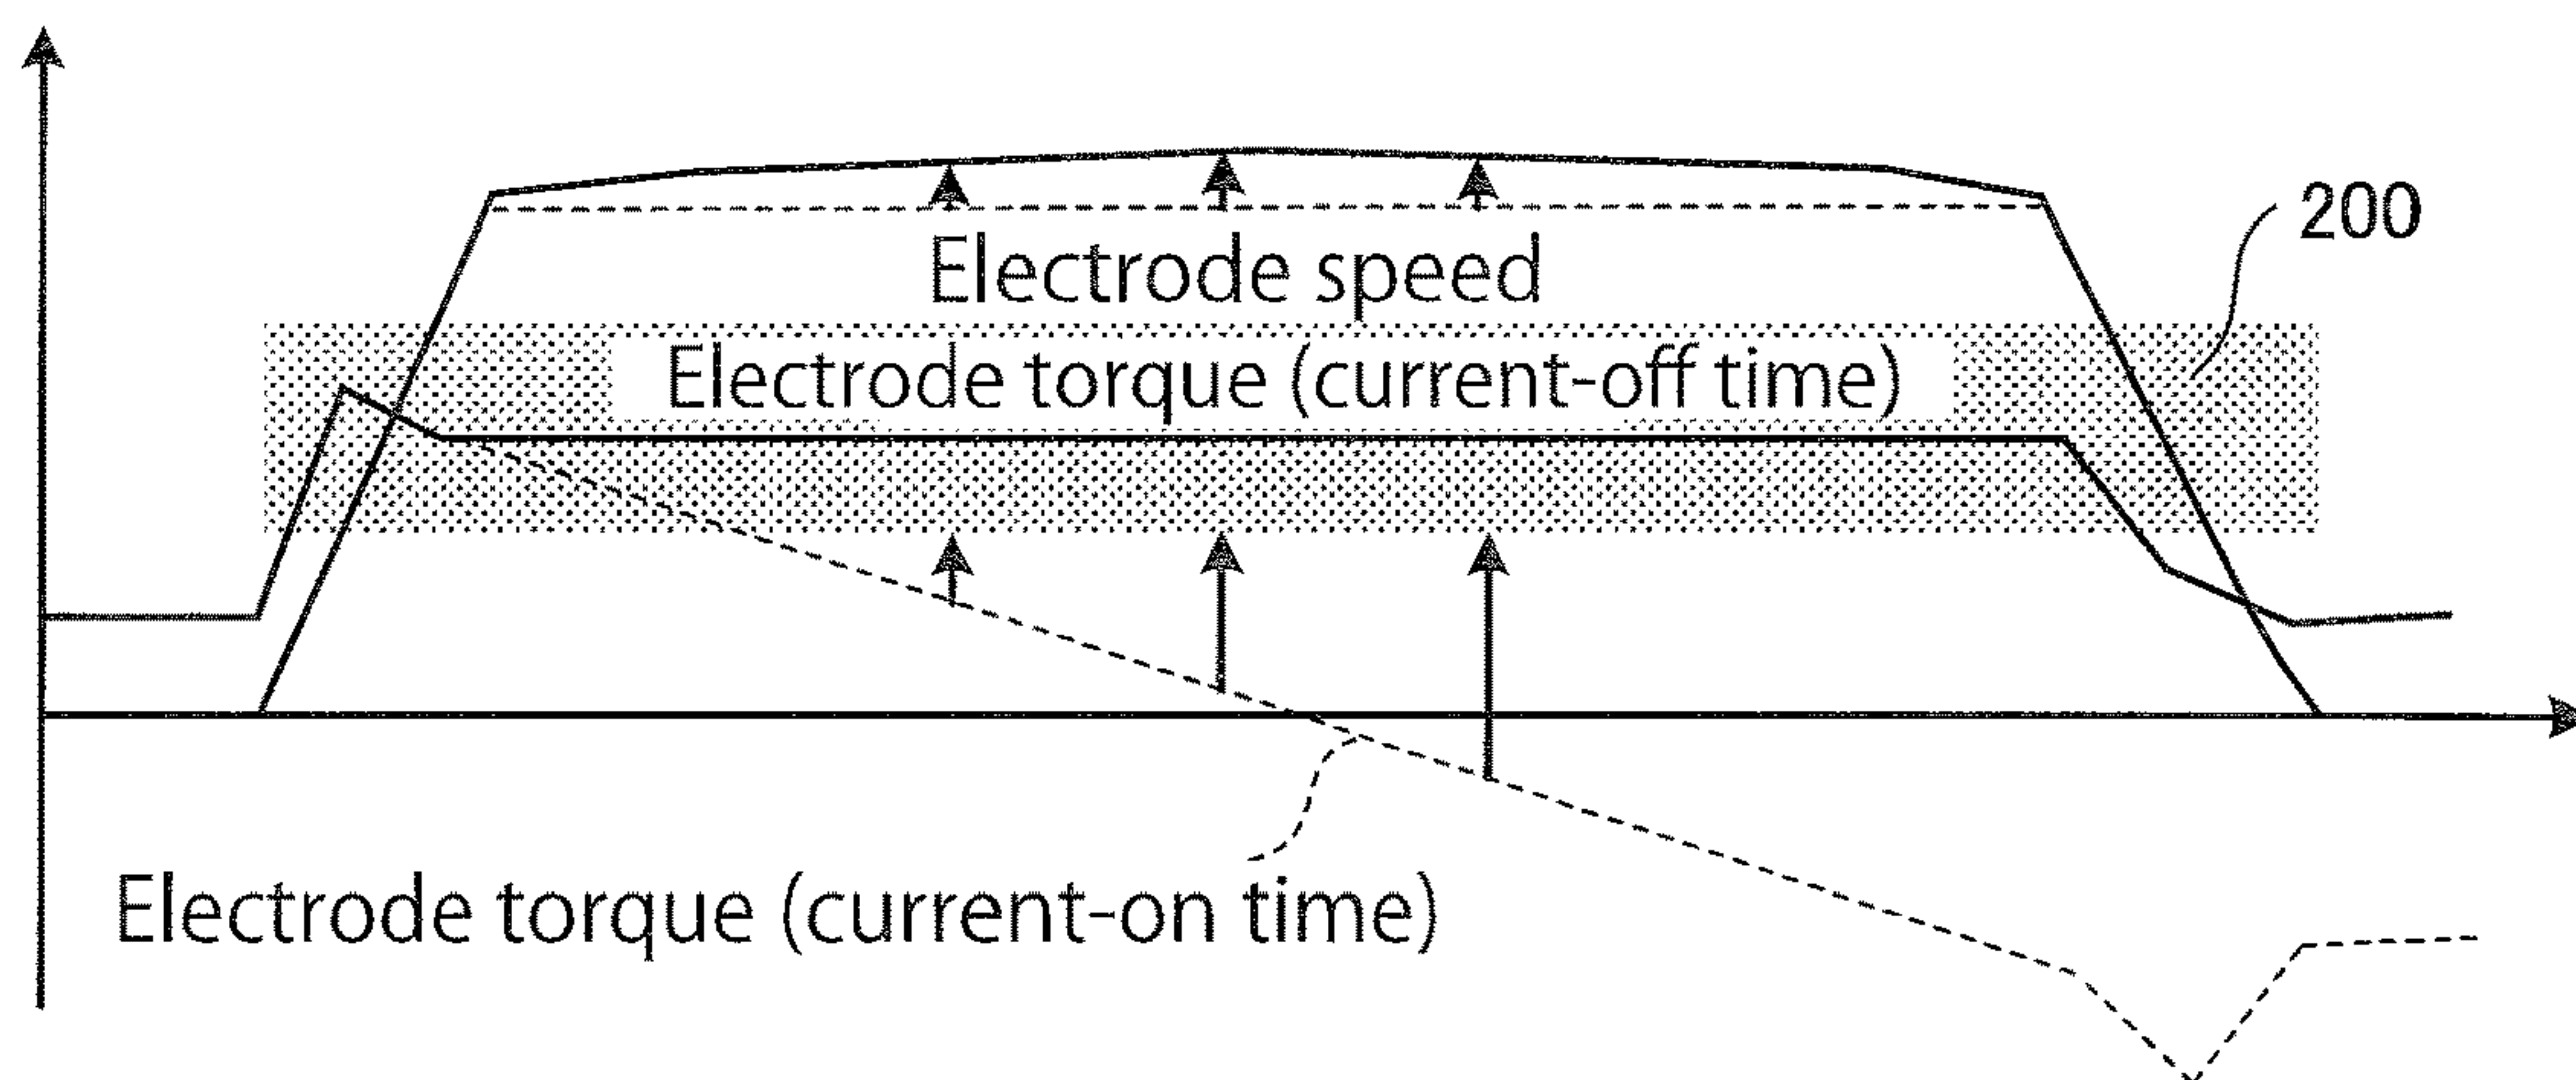 200
Electrode speed
Electrode torque (current-off time)
Electrode torque (current-on time)